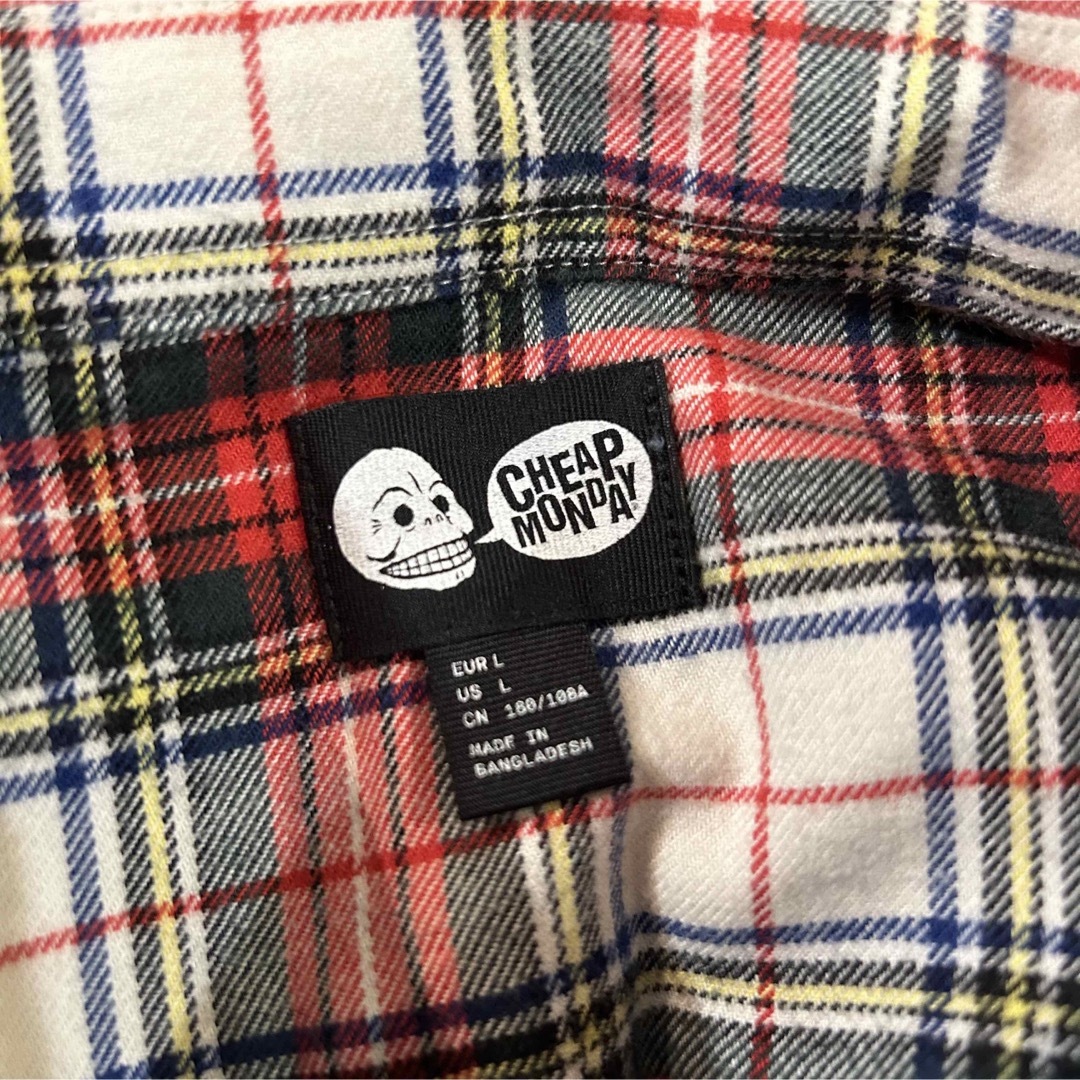 CHEAP
MONDAY
EUR L
US L
CN 180/108A
MADE IN
BANGLADESH